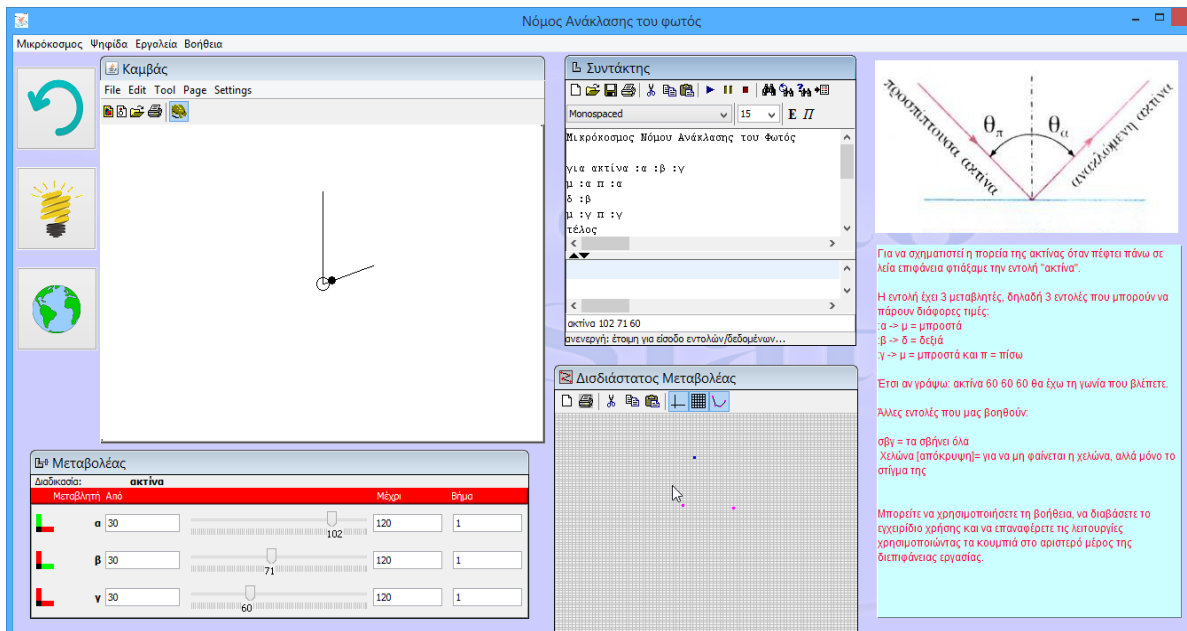 Νόμος Ανάκλασης του φωτός
Μικρόκοσμος Ψηφίδα Εργαλεία Βοήθεια
Καμβάς
File Edit Tool Page Settings
Συντάκτης
Monospaced 15 Ε Π
Μικρόκοσμος Νόμου Ανάκλασης του Φωτός
για ακτίνα :α :β :γ
μ :α π :α
δ :β
μ :γ π :γ
τέλος
ακτίνα 102 71 60
ανενεργή: έτοιμη για είσοδο εντολών/δεδομένων...
προσπίπτουσα ακτίνα
θπ
θα
ανακλώμενη ακτίνα
Για να σχηματιστεί η πορεία της ακτίνας όταν πέφτει πάνω σε
λεία επιφάνεια φτιάξαμε την εντολή "ακτίνα".
Η εντολή έχει 3 μεταβλητές, δηλαδή 3 εντολές που μπορούν να
πάρουν διάφορες τιμές:
:α -> μ = μπροστά
:β -> δ = δεξιά
:γ -> μ = μπροστά και π = πίσω
Έτσι αν γράψω: ακτίνα 60 60 60 θα έχω τη γωνία που βλέπετε.
Άλλες εντολές που μας βοηθούν:
σβγ = τα σβήνει όλα
Χελώνα [απόκρυψη]= για να μη φαίνεται η χελώνα, αλλά μόνο το
στίγμα της
Μπορείτε να χρησιμοποιήσετε τη βοήθεια, να διαβάσετε το
εγχειρίδιο χρήσης και να επαναφέρετε τις λειτουργίες
χρησιμοποιώντας τα κουμπιά στο αριστερό μέρος της
διεπιφάνειας εργασίας.
Δισδιάστατος Μεταβολέας
Μεταβολέας
Διαδικασία: ακτίνα
Μεταβλητή Από Μέχρι Βήμα
α 30 102 120 1
β 30 71 120 1
γ 30 60 120 1